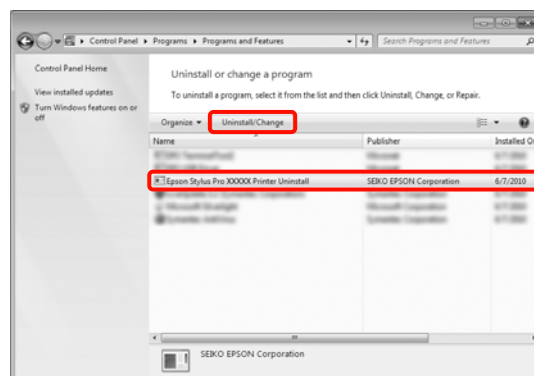 Control Panel ▸ Programs ▸ Programs and Features
Search Programs and Features
Control Panel Home
View installed updates
Turn Windows features on or
off
Uninstall or change a program
To uninstall a program, select it from the list and then click Uninstall, Change, or Repair.
Organize Uninstall/Change
Name Publisher Installed O
Epson Stylus Pro XXXXX Printer Uninstall SEIKO EPSON Corporation 6/7/2010
SEIKO EPSON Corporation